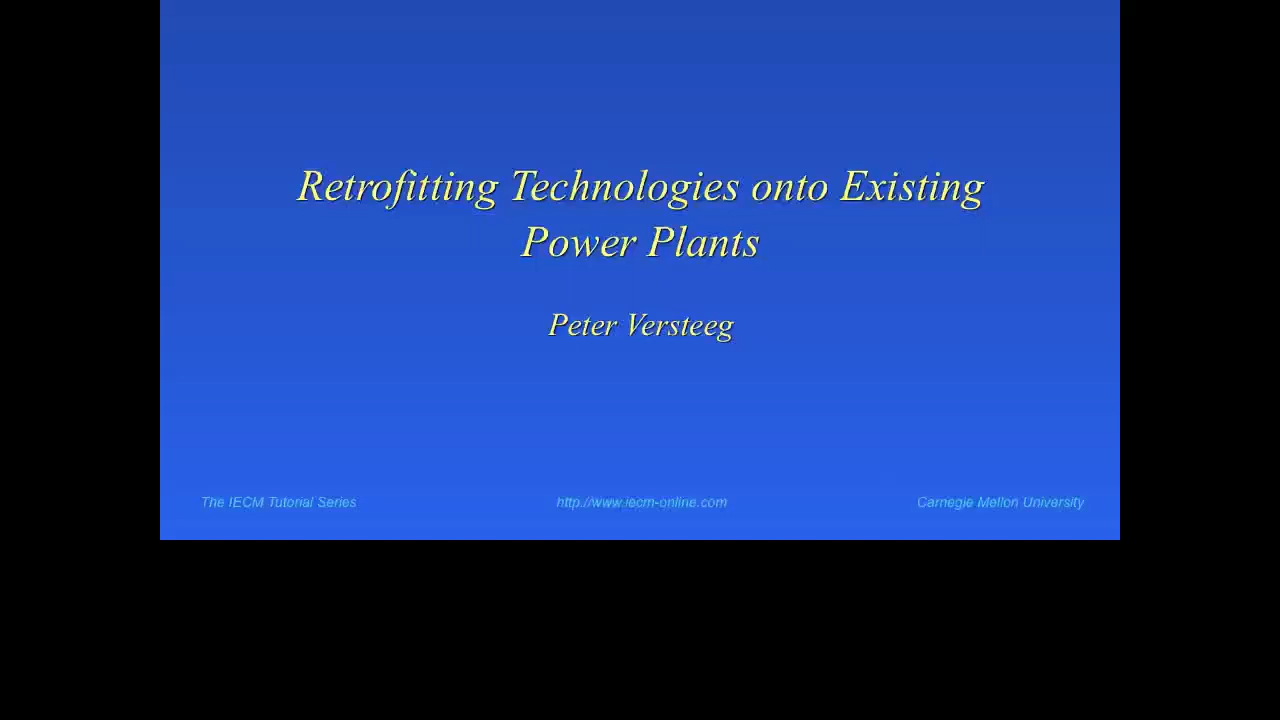 Retrofitting Technologies onto Existing
Power Plants
Peter Versteeg
The IECM Tutorial Series
http://www.iecm-online.com
Carnegie Mellon University